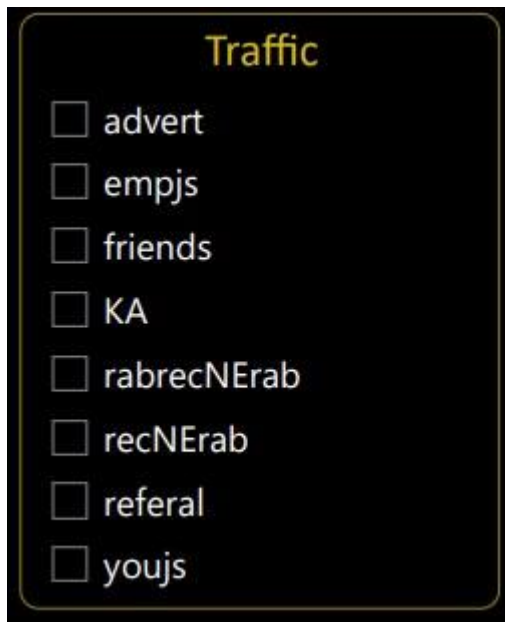 Traffic
advert
empjs
friends
KA
rabrecNErab
recNErab
referal
youjs